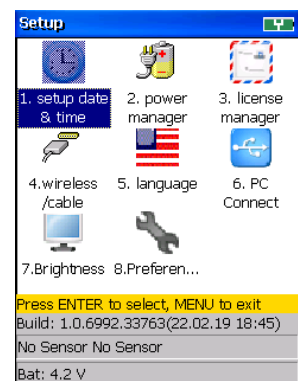 Setup
1. setup date & time
2. power manager
3. license manager
4.wireless /cable
5. language
6. PC Connect
7.Brightness
8.Preferen...
Press ENTER to select, MENU to exit
Build: 1.0.6992.33763(22.02.19 18:45)
No Sensor No Sensor
Bat: 4.2 V